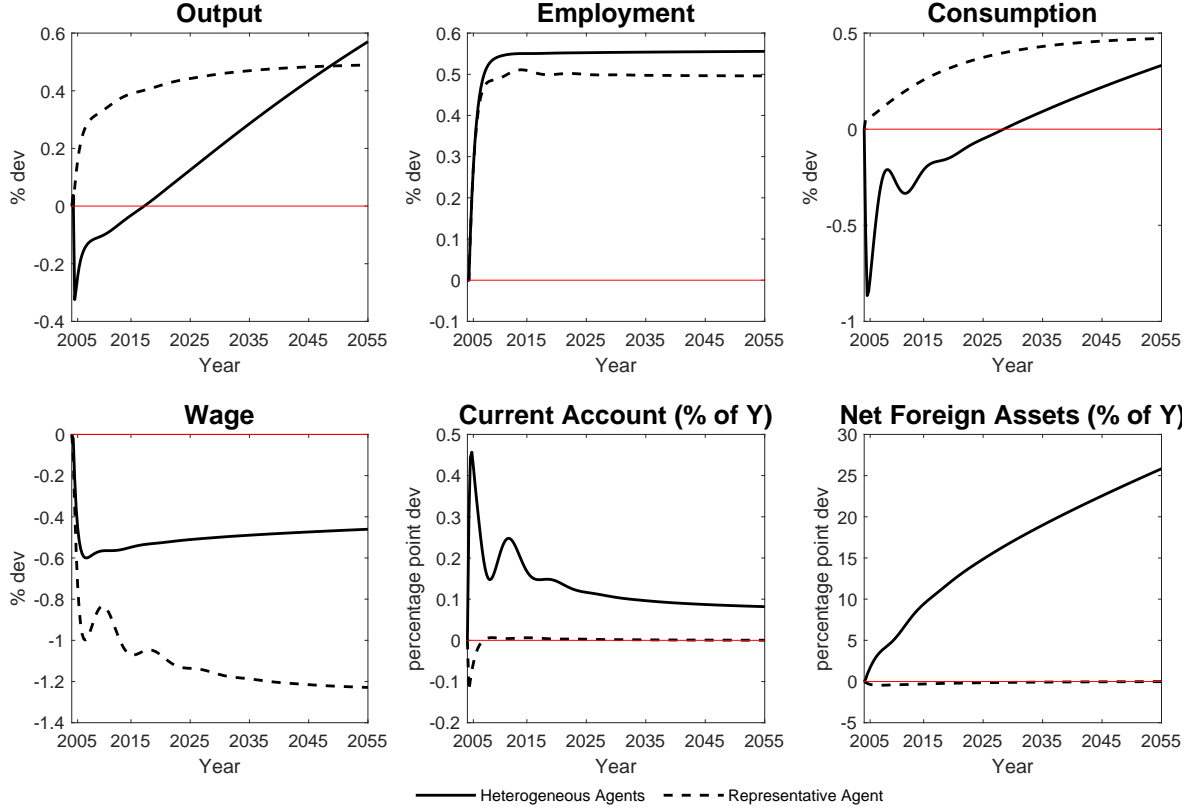 Output
% dev
0.6
0.4
0.2
0
-0.2
-0.4
2005 2015 2025 2035 2045 2055
Year
Employment
% dev
0.6
0.5
0.4
0.3
0.2
0.1
0
-0.1
2005 2015 2025 2035 2045 2055
Year
Consumption
% dev
0.5
0
-0.5
-1
2005 2015 2025 2035 2045 2055
Year
Wage
% dev
0
-0.2
-0.4
-0.6
-0.8
-1
-1.2
-1.4
2005 2015 2025 2035 2045 2055
Year
Current Account (% of Y)
percentage point dev
0.5
0.4
0.3
0.2
0.1
0
-0.1
-0.2
2005 2015 2025 2035 2045 2055
Year
Net Foreign Assets (% of Y)
percentage point dev
30
25
20
15
10
5
0
-5
2005 2015 2025 2035 2045 2055
Year
Heterogeneous Agents Representative Agent